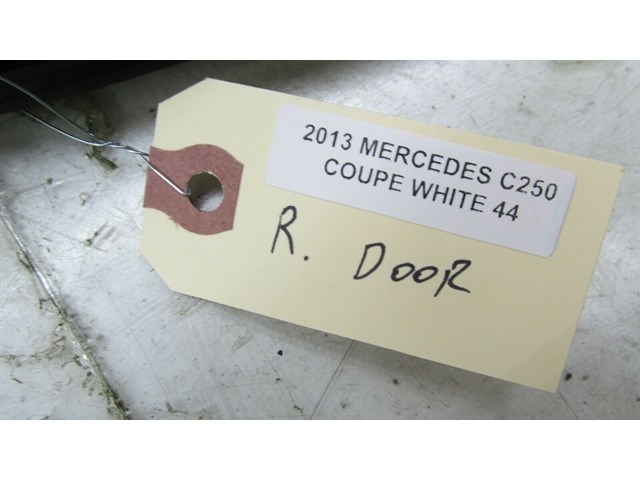 2013 MERCEDES C250
COUPE WHITE 44
R. DOOR